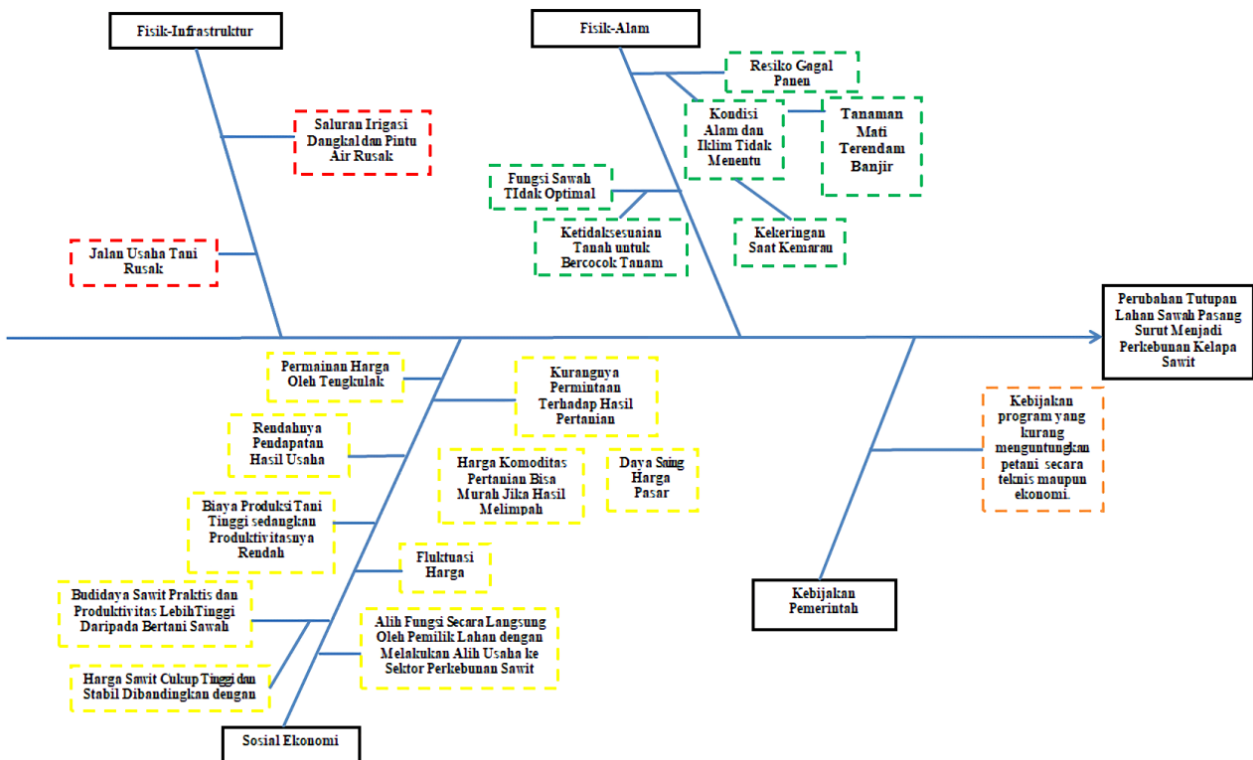 Fisik-Infrastruktur
Fisik-Alam
Resiko Gagal
Panen
Saluran Irigasi
Dangkal dan Pintu
Air Rusak
Kondisi
Alam dan
Iklim Tidak
Menentu
Tanaman
Mati
Terendam
Banjir
Fungsi Sawah
TIdak Optimal
Ketidaksesuaian
Tanah untuk
Bercocok Tanam
Kekeringan
Saat Kemarau
Jalan Usaha Tani
Rusak
Perubahan Tutupan
Lahan Sawah Pasang
Surut Menjadi
Perkebunan Kelapa
Sawit
Permainan Harga
Oleh Tengkulak
Kurangnya
Permintaan
Terhadap Hasil
Pertanian
Kebijakan
program yang
kurang
menguntungkan
petani secara
teknis maupun
ekonomi.
Rendahnya
Pendapatan
Hasil Usaha
Harga Komoditas
Pertanian Bisa
Murah Jika Hasil
Melimpah
Daya Saing
Harga
Pasar
Biaya Produksi Tani
Tinggi sedangkan
Produktivitasnya
Rendah
Fluktuasi
Harga
Kebijakan
Pemerintah
Budidaya Sawit Praktis dan
Produktivitas Lebih Tinggi
Daripada Bertani Sawah
Alih Fungsi Secara Langsung
Oleh Pemilik Lahan dengan
Melakukan Alih Usaha ke
Sektor Perkebunan Sawit
Harga Sawit Cukup Tinggi dan
Stabil Dibandingkan dengan
Sosial Ekonomi